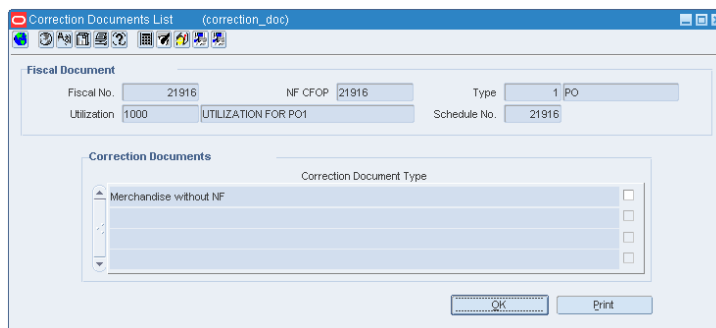 Correction Documents List (correction_doc)
Fiscal Document
Fiscal No. 21916 NF CFOP 21916 Type 1 PO
Utilization 1000 UTILIZATION FOR PO1 Schedule No. 21916
Correction Documents
Correction Document Type
Merchandise without NF
OK Print